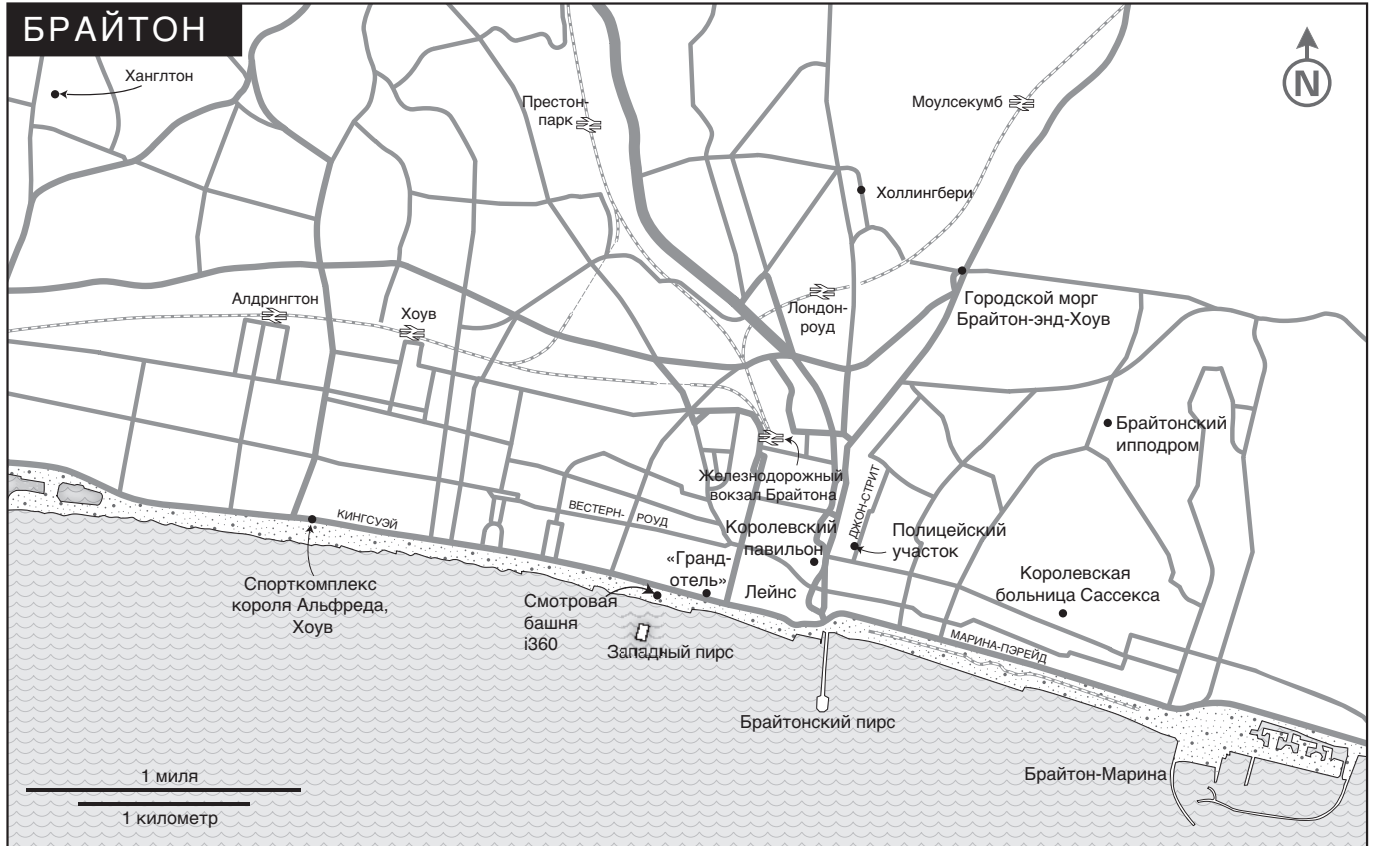 БРАЙТОН
Ханглтон
Престон-
парк
Моулсекумб
N
Холлингбери
Алдрингтон
Хоув
Лондон-
роуд
Городской морг
Брайтон-энд-Хоув
Брайтонский
ипподром
Железнодорожный
вокзал Брайтона
ДЖОН-СТРИТ
КИНГСУЭЙ
ВЕСТЕРН- РОУД
Королевский
павильон
Полицейский
участок
«Гранд-
отель»
Лейнс
Королевская
больница Сассекса
Спорткомплекс
короля Альфреда,
Хоув
Смотровая
башня
i360
Западный пирс
МАРИНА-ПЭРЕЙД
Брайтонский пирс
Брайтон-Марина
1 миля
1 километр